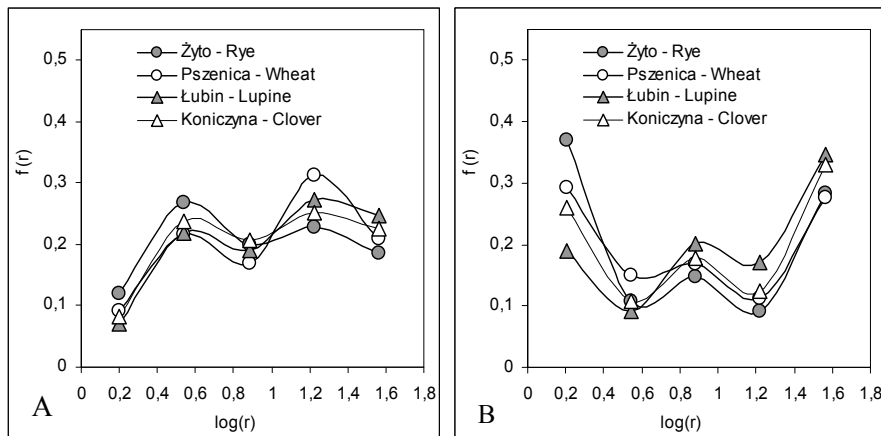 0,5
0,4
0,3
0,2
0,1
0
f (r)
Żyto - Rye
Pszenica - Wheat
Łubin - Lupine
Koniczyna - Clover
0 0,2 0,4 0,6 0,8 1 1,2 1,4 1,6 1,8
log(r)
A
0,5
0,4
0,3
0,2
0,1
0
f (r)
Żyto - Rye
Pszenica - Wheat
Łubin - Lupine
Koniczyna - Clover
0 0,2 0,4 0,6 0,8 1 1,2 1,4 1,6 1,8
log(r)
B